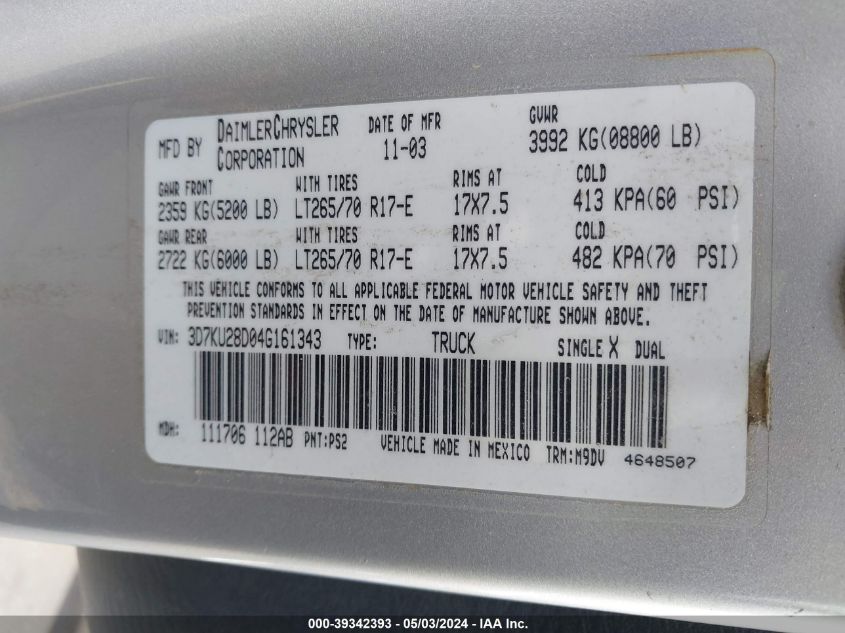 MFD BY DAIMLERCHRYSLER CORPORATION DATE OF MFR 11-03 GVWR 3992 KG(08800 LB)
GAWR FRONT WITH TIRES RIMS AT COLD
2359 KG(5200 LB) LT265/70 R17-E 17X7.5 413 KPA(60 PSI)
GAWR REAR WITH TIRES RIMS AT COLD
2722 KG(6000 LB) LT265/70 R17-E 17X7.5 482 KPA(70 PSI)
THIS VEHICLE CONFORMS TO ALL APPLICABLE FEDERAL MOTOR VEHICLE SAFETY AND THEFT
PREVENTION STANDARDS IN EFFECT ON THE DATE OF MANUFACTURE SHOWN ABOVE.
VIN: 3D7KU28D04G161343 TYPE: TRUCK SINGLE X DUAL
MDH: 111706 112AB PNT:PS2 VEHICLE MADE IN MEXICO TRM:M9DV 4648507
000-39342393 - 05/03/2024 - IAA Inc.